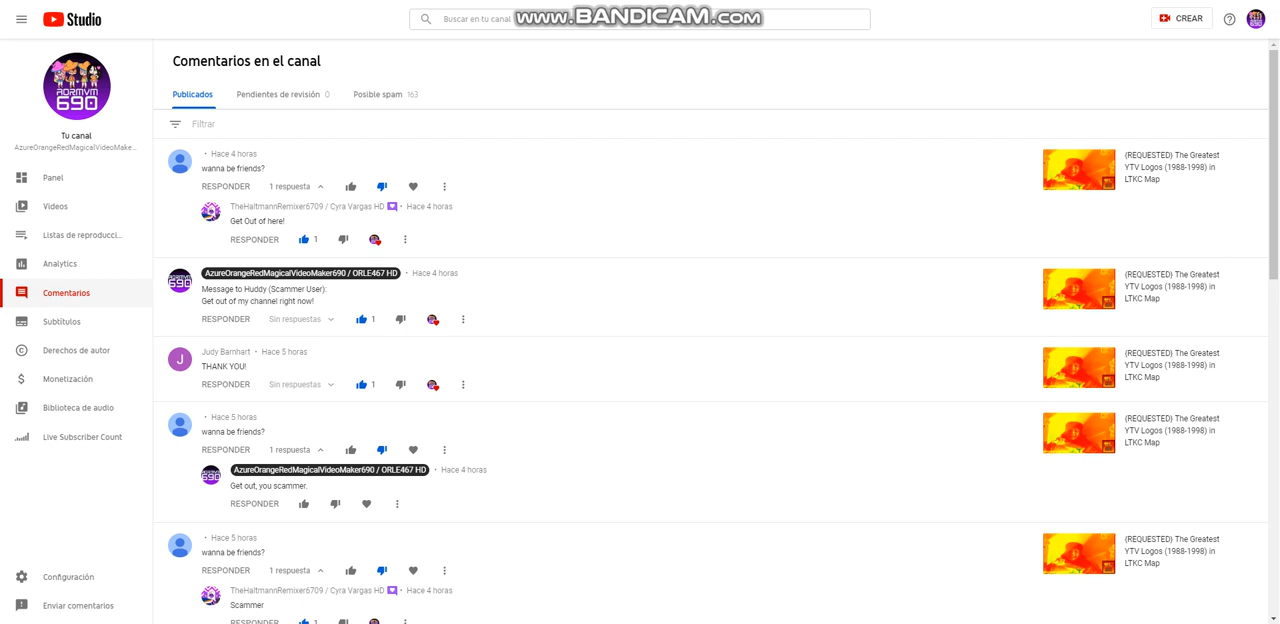 Studio
Buscar en tu canal
www.BANDICAM.com
CREAR
AORMVM
690
Tu canal
AzureOrangeRedMagicalVideoMake...
Panel
Vídeos
Listas de reproducci...
Analytics
Comentarios
Subtítulos
Derechos de autor
Monetización
Biblioteca de audio
Live Subscriber Count
Configuración
Enviar comentarios
Comentarios en el canal
Publicados Pendientes de revisión 0 Posible spam 163
Filtrar
• Hace 4 horas
wanna be friends?
RESPONDER 1 respuesta
TheHaltmannRemixer6709 / Cyra Vargas HD • Hace 4 horas
Get Out of here!
RESPONDER 1
{REQUESTED} The Greatest
YTV Logos (1988-1998) in
LTKC Map
AzureOrangeRedMagicalVideoMaker690 / ORLE467 HD • Hace 4 horas
Message to Huddy (Scammer User):
Get out of my channel right now!
RESPONDER Sin respuestas 1
{REQUESTED} The Greatest
YTV Logos (1988-1998) in
LTKC Map
J
Judy Barnhart • Hace 5 horas
THANK YOU!
RESPONDER Sin respuestas 1
{REQUESTED} The Greatest
YTV Logos (1988-1998) in
LTKC Map
• Hace 5 horas
wanna be friends?
RESPONDER 1 respuesta
AzureOrangeRedMagicalVideoMaker690 / ORLE467 HD • Hace 4 horas
Get out, you scammer.
RESPONDER
{REQUESTED} The Greatest
YTV Logos (1988-1998) in
LTKC Map
• Hace 5 horas
wanna be friends?
RESPONDER 1 respuesta
TheHaltmannRemixer6709 / Cyra Vargas HD • Hace 4 horas
Scammer
RESPONDER 1
{REQUESTED} The Greatest
YTV Logos (1988-1998) in
LTKC Map